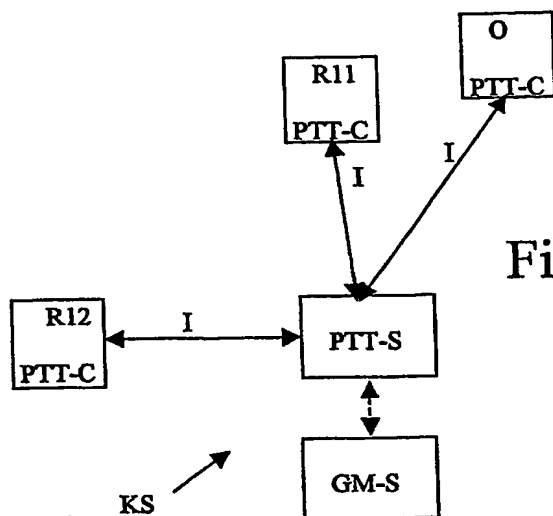 O
PTT-C
R11
PTT-C
I
I
Fi
R12
PTT-C
I
PTT-S
GM-S
KS